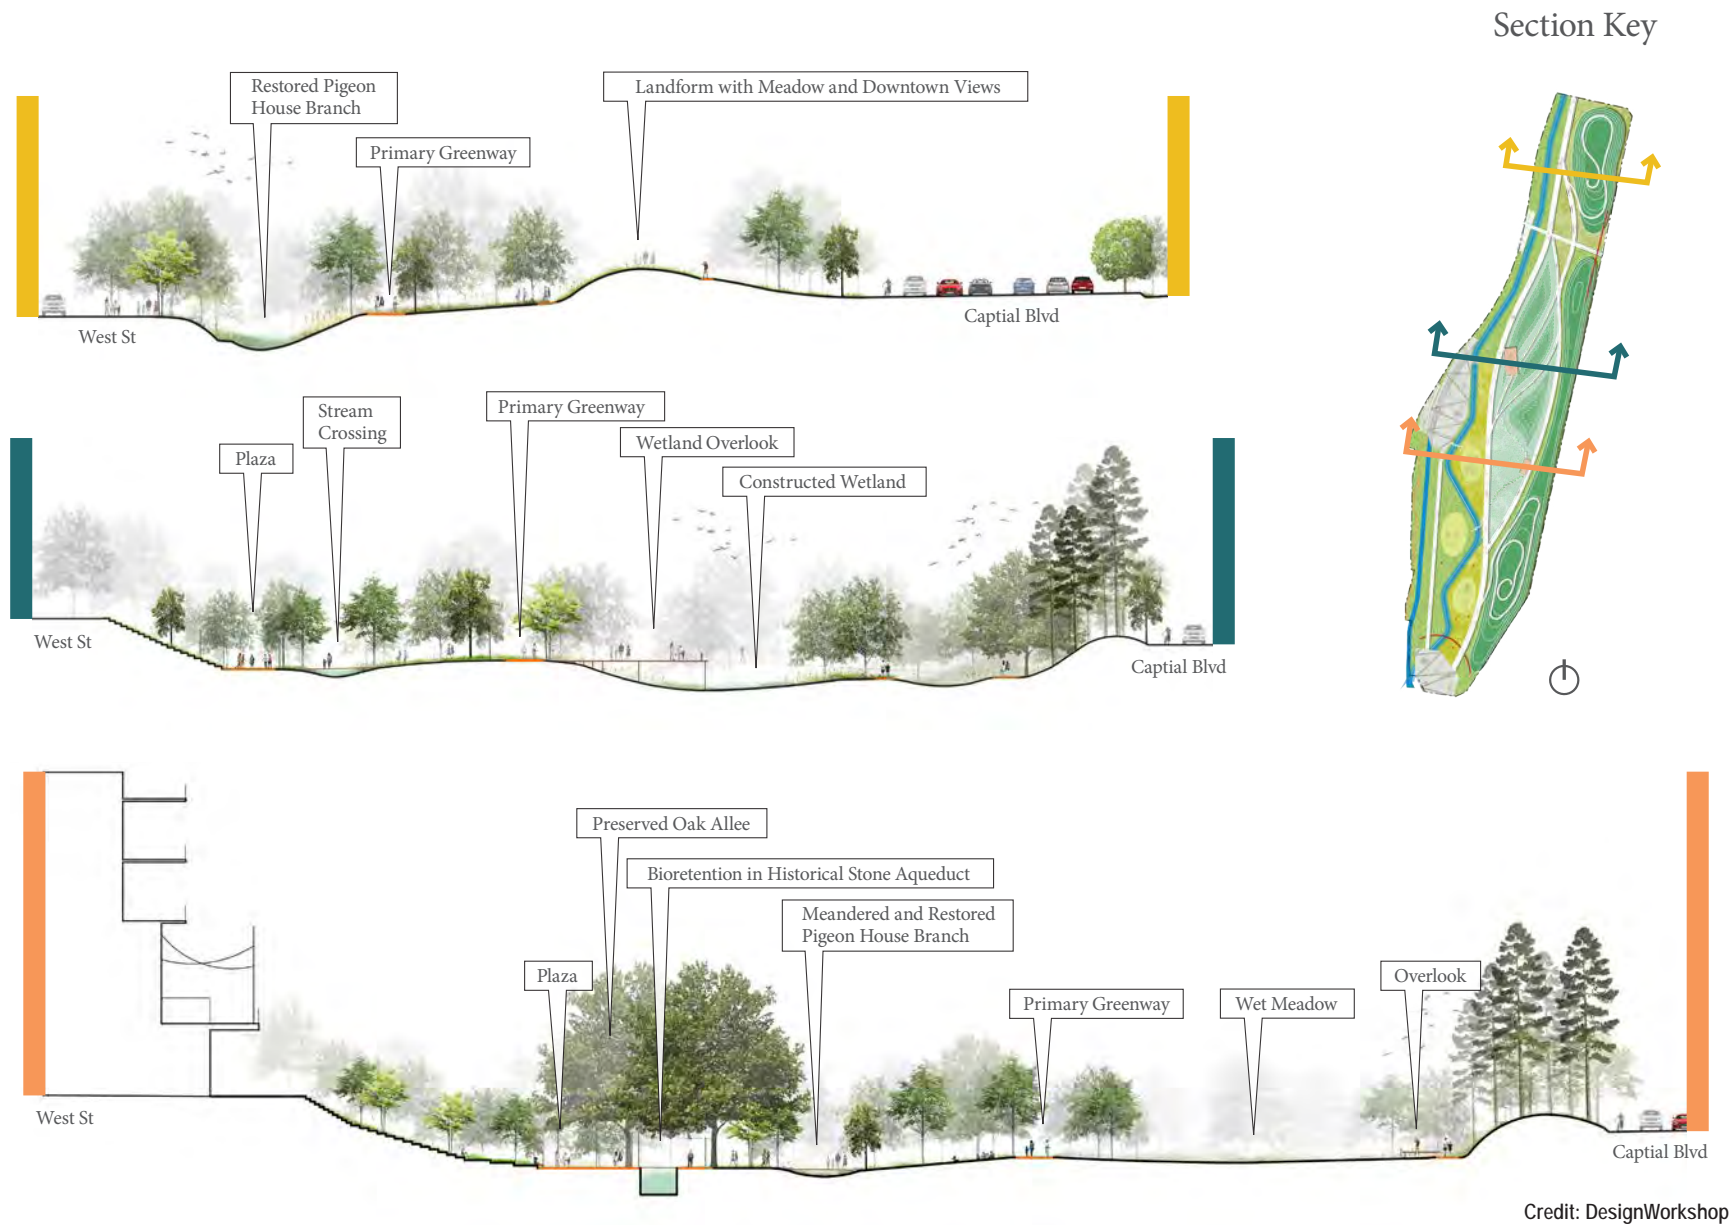 Section Key
Restored Pigeon
House Branch
Landform with Meadow and Downtown Views
Primary Greenway
West St
Captial Blvd
Stream
Crossing
Primary Greenway
Plaza
Wetland Overlook
Constructed Wetland
West St
Captial Blvd
Preserved Oak Allee
Bioretention in Historical Stone Aqueduct
Meandered and Restored
Pigeon House Branch
Plaza
Primary Greenway
Wet Meadow
Overlook
West St
Captial Blvd
Credit: DesignWorkshop